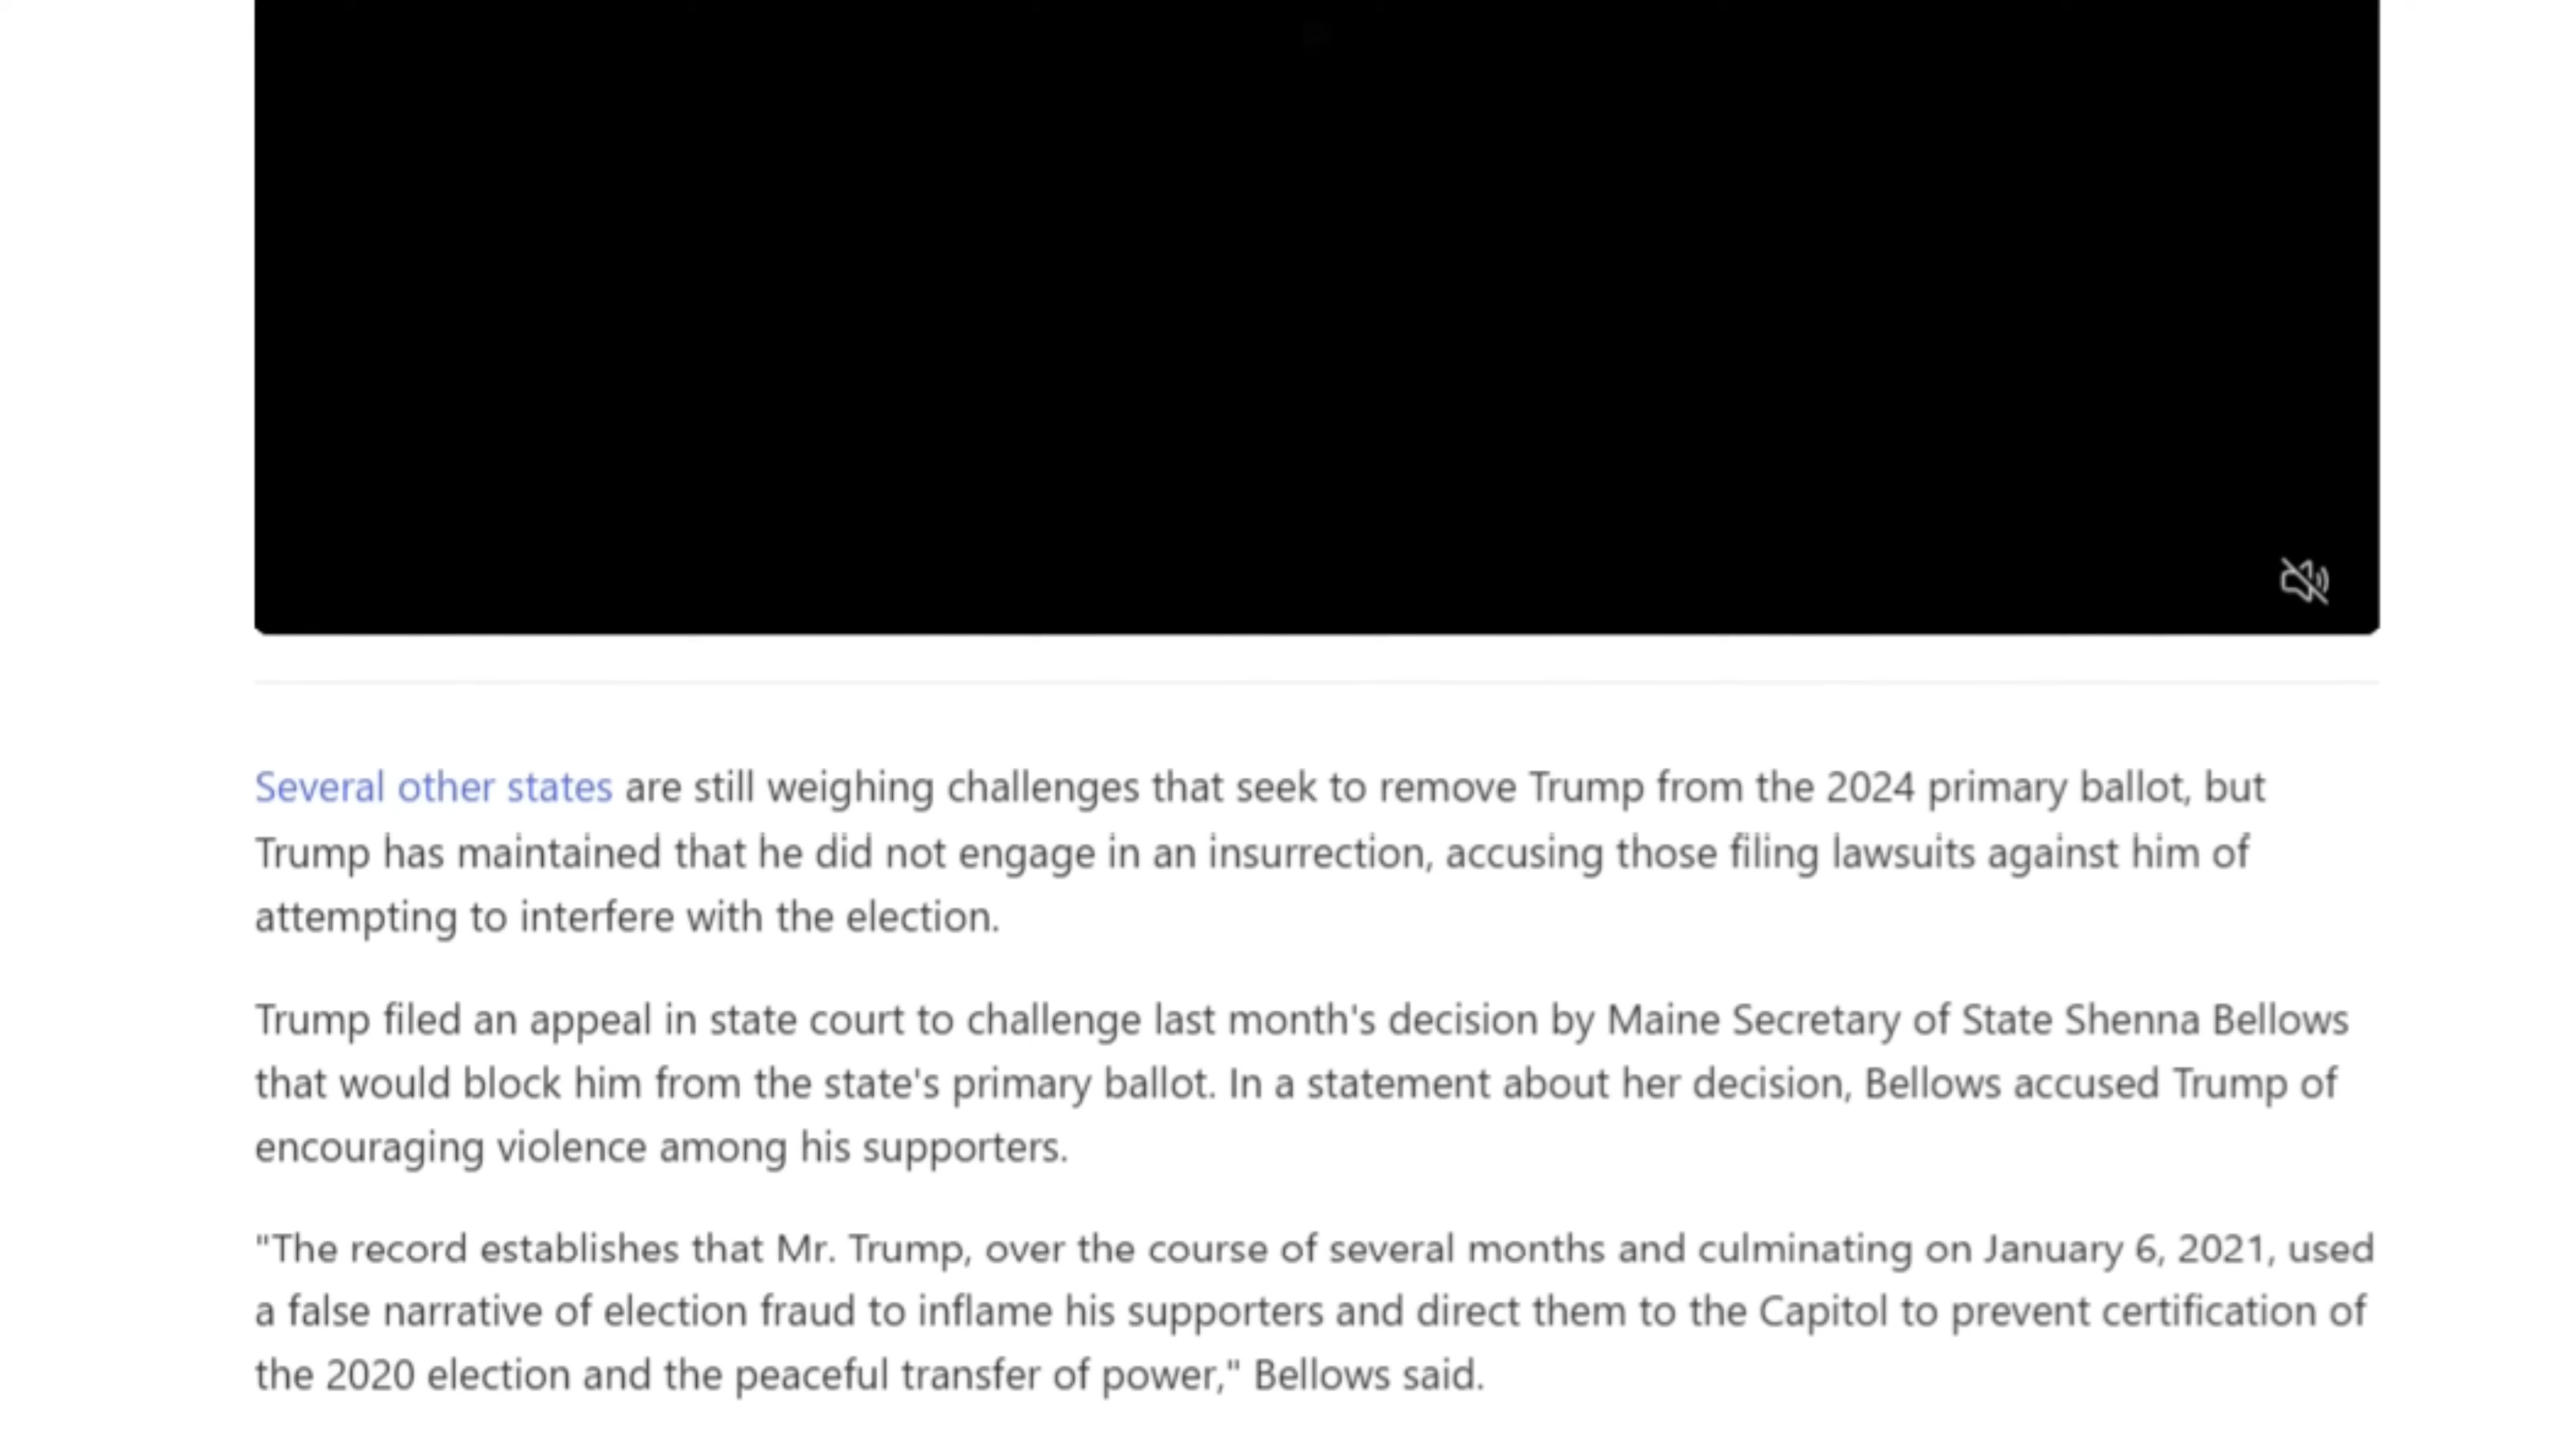 Several other states are still weighing challenges that seek to remove Trump from the 2024 primary ballot, but
Trump has maintained that he did not engage in an insurrection, accusing those filing lawsuits against him of
attempting to interfere with the election.
Trump filed an appeal in state court to challenge last month's decision by Maine Secretary of State Shenna Bellows
that would block him from the state's primary ballot. In a statement about her decision, Bellows accused Trump of
encouraging violence among his supporters.
"The record establishes that Mr. Trump, over the course of several months and culminating on January 6, 2021, used
a false narrative of election fraud to inflame his supporters and direct them to the Capitol to prevent certification of
the 2020 election and the peaceful transfer of power," Bellows said.